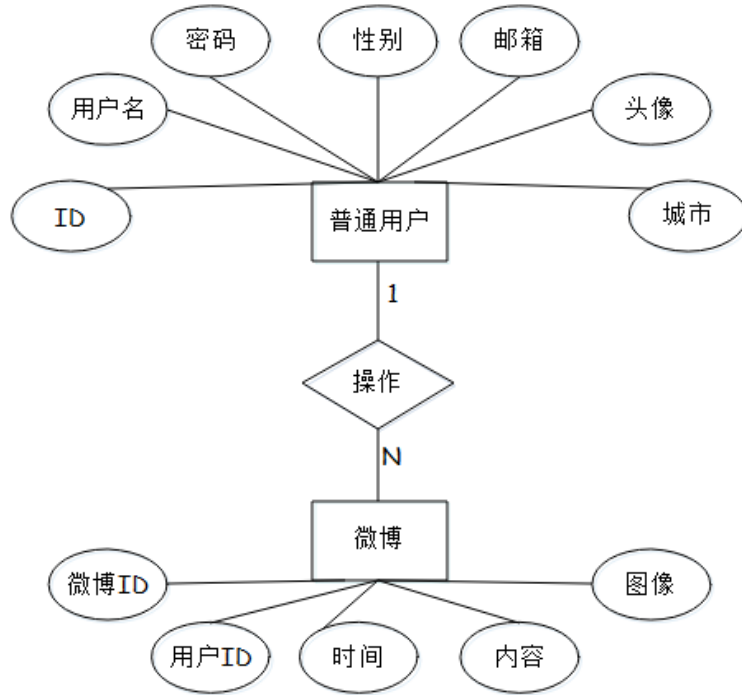 密码
性别
邮箱
用户名
头像
ID
普通用户
城市
1
操作
N
微博
微博ID
图像
用户ID
时间
内容